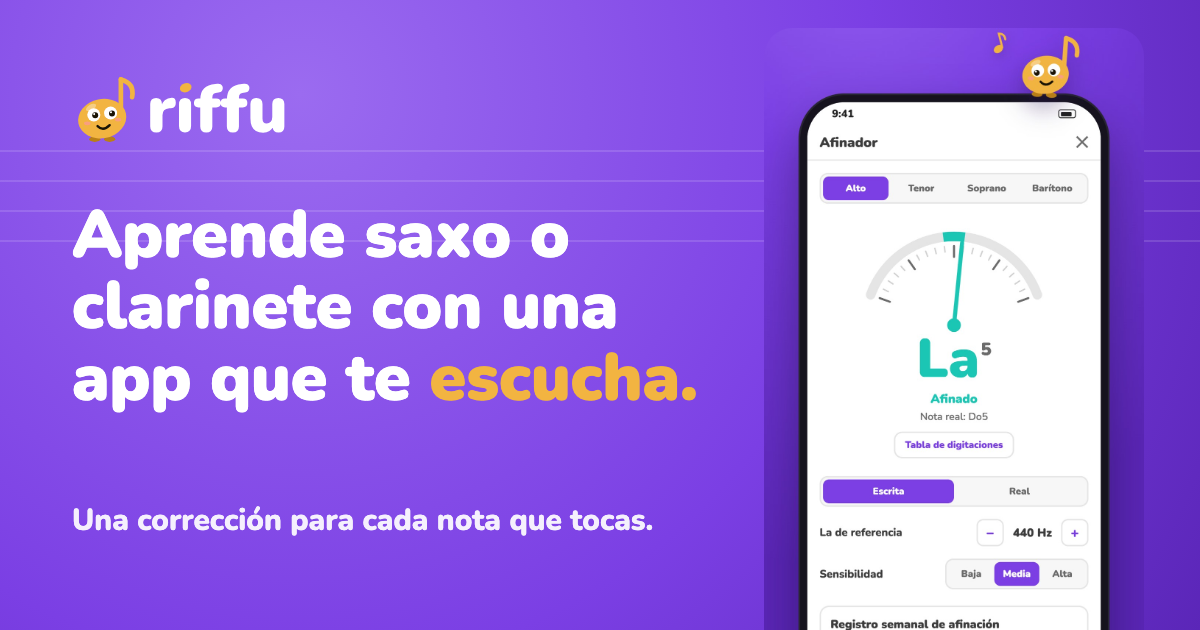 riffu
Aprende saxo o
clarinete con una
app que te escucha.
Una corrección para cada nota que tocas.
9:41
Afinador
Alto Tenor Soprano Barítono
La5
Afinado
Nota real: Do5
Tabla de digitaciones
Escrita Real
La de referencia − 440 Hz +
Sensibilidad Baja Media Alta
Registro semanal de afinación